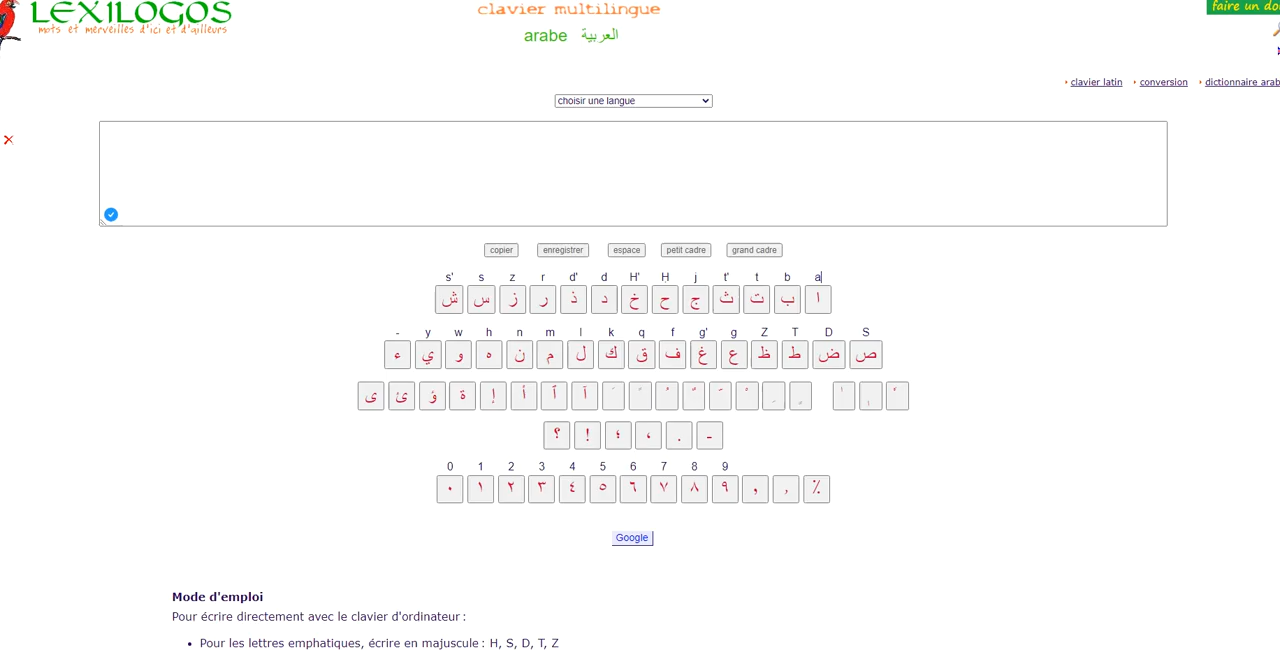 LEXILOGOS
mots et merveilles d'ici et d'ailleurs
clavier multilingue
arabe العربية
faire un do
clavier latin conversion dictionnaire arab
choisir une langue
copier enregistrer espace petit cadre grand cadre
s' s z r d' d H' H j t' t b a
ش س ز ر ذ د خ ح ج ث ت ب ا
- y w h n m l k q f g' g Z T D S
ء ي و ه ن م ل ك ق ف غ ع ظ ط ض ص
ى ئ ؤ ة إ أ ٱ آ
؟ ! ؛ ، . ـ
0 1 2 3 4 5 6 7 8 9
٠ ١ ٢ ٣ ٤ ٥ ٦ ٧ ٨ ٩ ٫ ٬ ٪
Google
Mode d'emploi
Pour écrire directement avec le clavier d'ordinateur :
• Pour les lettres emphatiques, écrire en majuscule : H, S, D, T, Z